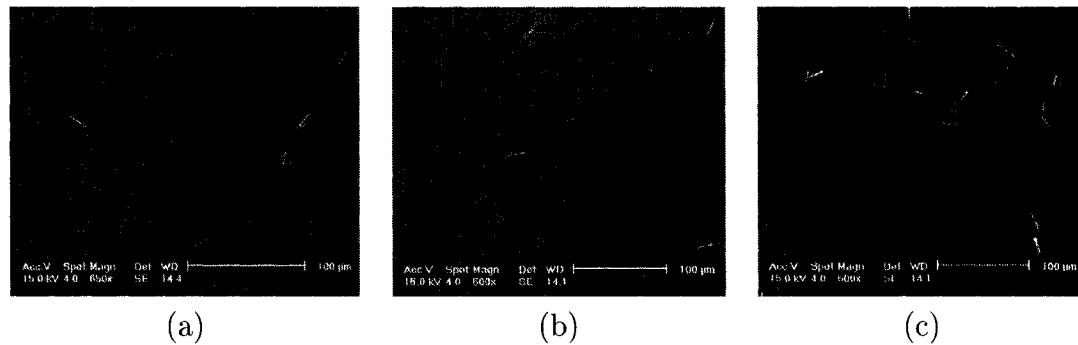 Acc.V Spot Magn Det WD 100 µm
15.0 kV 4.0 650x SE 14.4
Acc.V Spot Magn Det WD 100 µm
15.0 kV 4.0 600x SE 14.1
Acc.V Spot Magn Det WD 100 µm
15.0 kV 4.0 600x SE 14.1
(a) (b) (c)